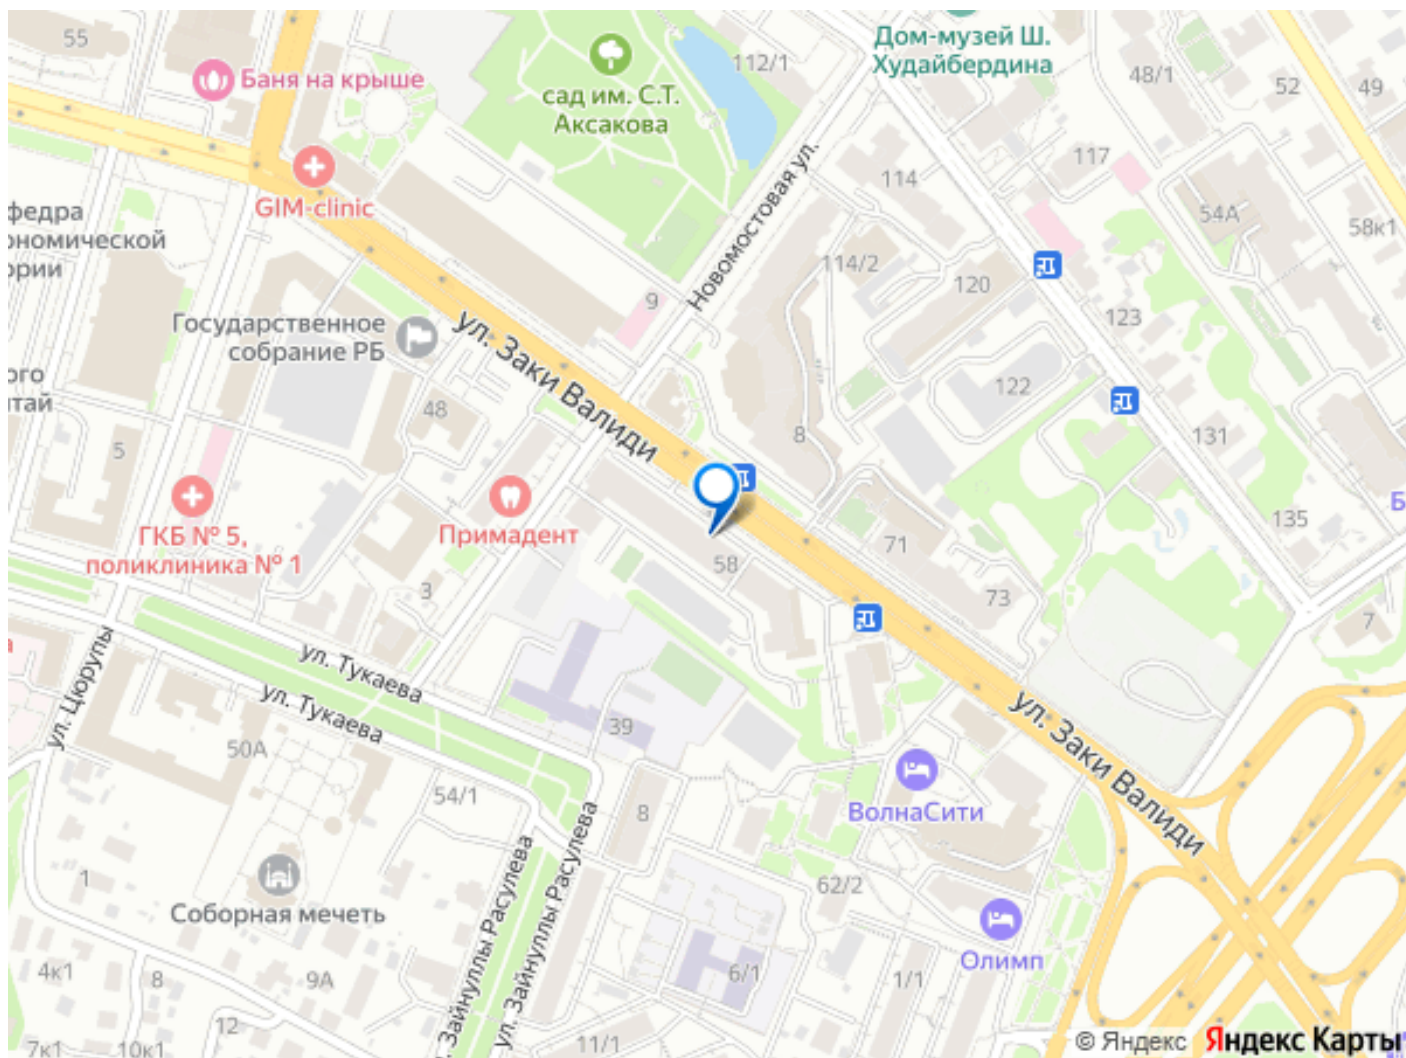 55
Баня на крыше
сад им. С.Т.
Аксакова
112/1
Дом-музей Ш.
Худайбердина
48/1
52
49
GIM-clinic
114
117
54А
58к1
федра
ономической
ории
Новомостовая ул.
114/2
120
123
9
Государственное
собрание РБ
ул. Заки Валиди
ого
тай
48
122
8
131
5
ГКБ № 5,
поликлиника № 1
Примадент
58
71
135
Б
3
73
7
а
ул. Цюрупы
ул. Тукаева
ул. Тукаева
39
ул. Заки Валиди
50А
54/1
8
ВолнаСити
1
Соборная мечеть
ул. Зайнуллы Расулева
ул. Зайнуллы Расулева
62/2
Олимп
4к1
8
9А
6/1
1/1
12
7к1
10к1
11/1
© Яндекс Яндекс Карты